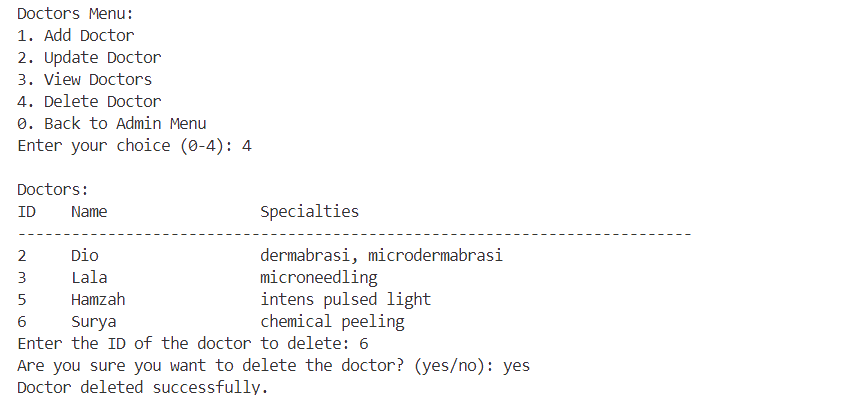 Doctors Menu:
1. Add Doctor
2. Update Doctor
3. View Doctors
4. Delete Doctor
0. Back to Admin Menu
Enter your choice (0-4): 4
Doctors:
ID Name Specialties
---------------------------------------------------------------------------
2 Dio dermabrasi, microdermabrasi
3 Lala microneedling
5 Hamzah intens pulsed light
6 Surya chemical peeling
Enter the ID of the doctor to delete: 6
Are you sure you want to delete the doctor? (yes/no): yes
Doctor deleted successfully.